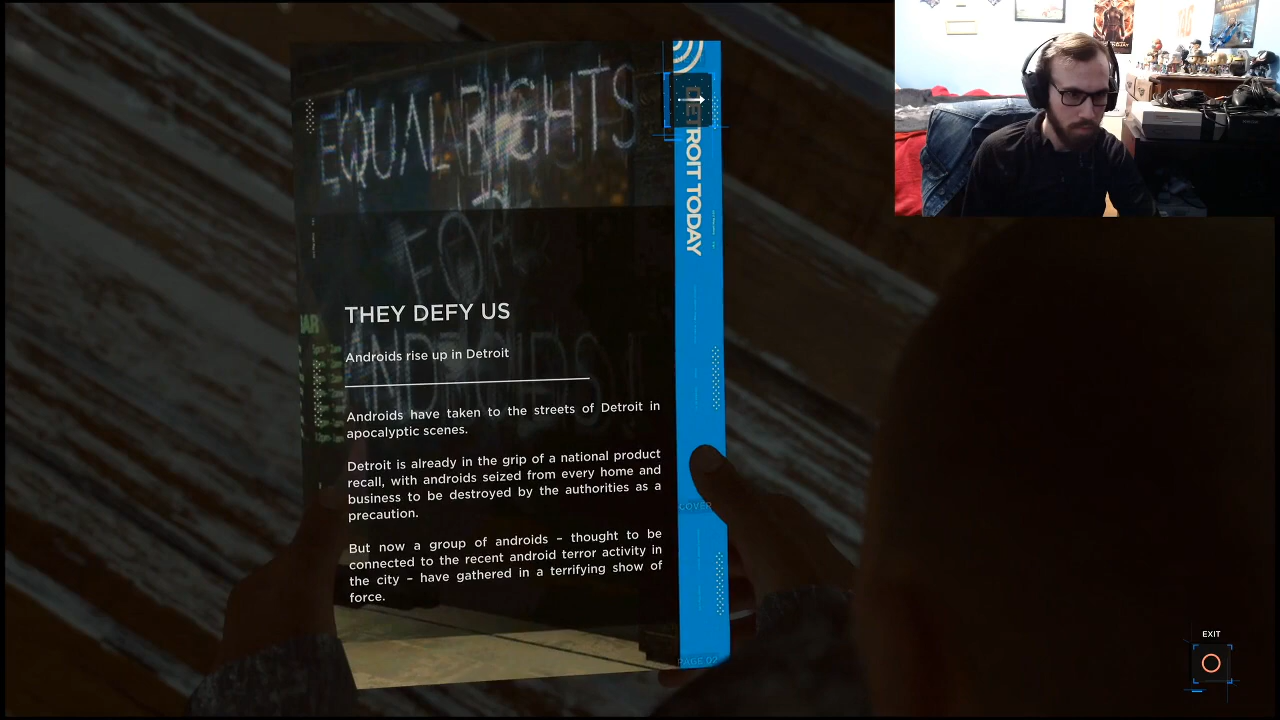 EQUAL RIGHTS
FOR
ANDROIDS!
DETROIT TODAY
THEY DEFY US
Androids rise up in Detroit
Androids have taken to the streets of Detroit in
apocalyptic scenes.
Detroit is already in the grip of a national product
recall, with androids seized from every home and
business to be destroyed by the authorities as a
precaution.
But now a group of androids – thought to be
connected to the recent android terror activity in
the city – have gathered in a terrifying show of
force.
COVER
PAGE 02
EXIT